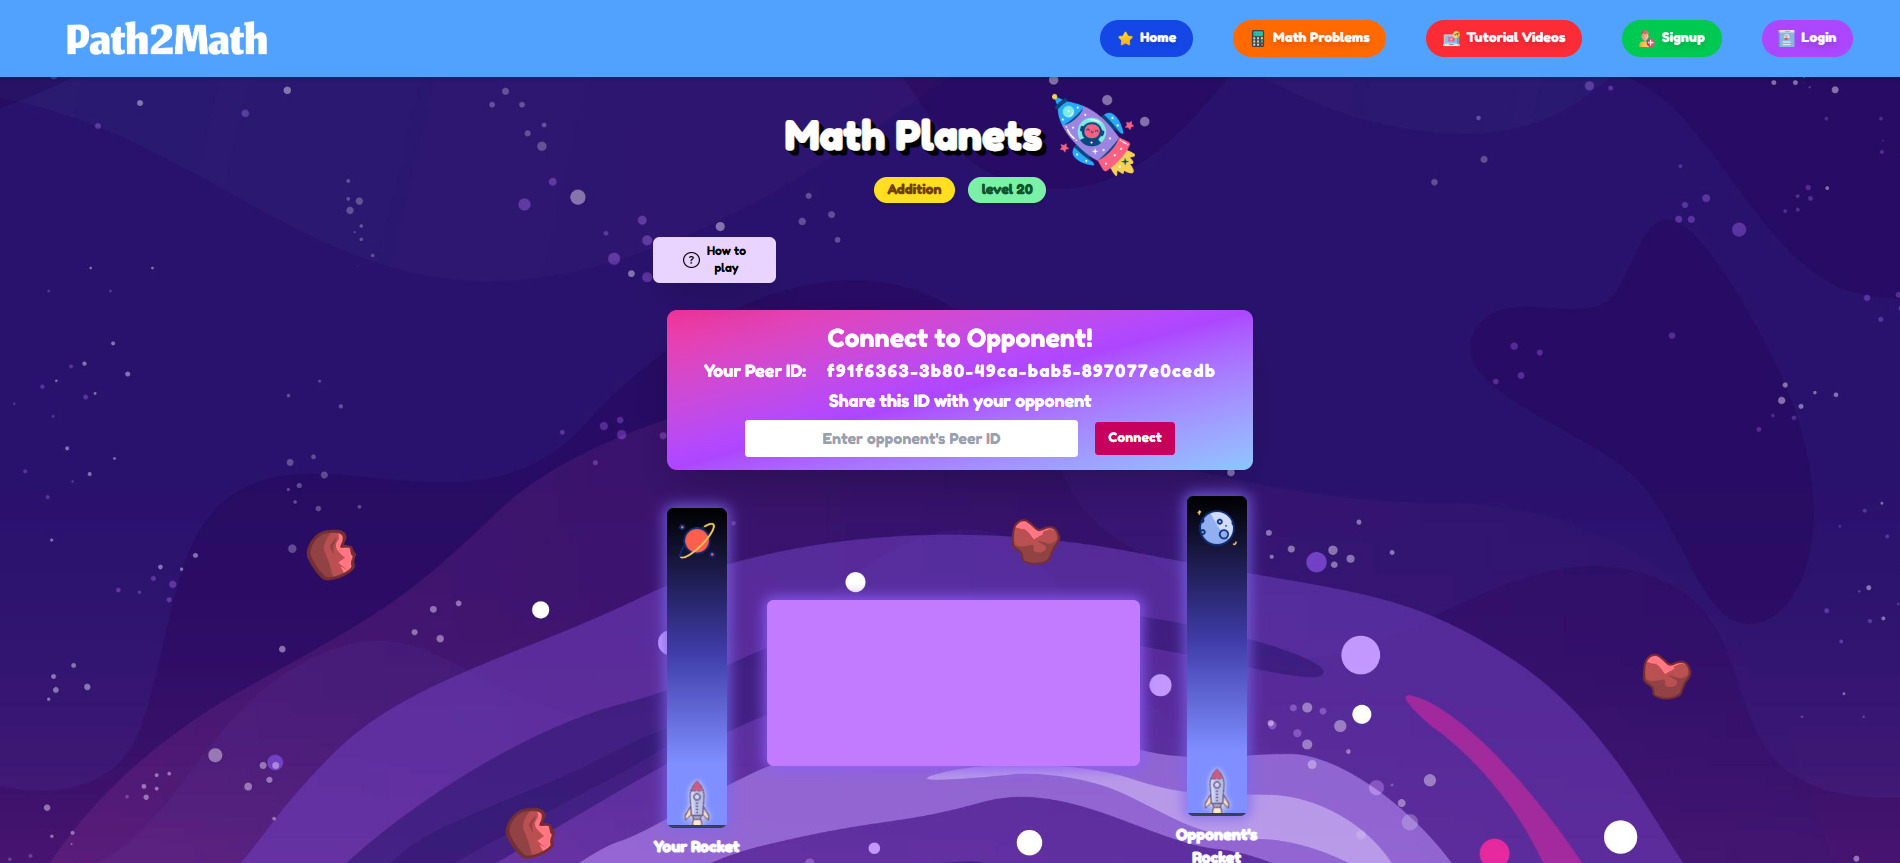 Path2Math
Home
Math Problems
Tutorial Videos
Signup
Login
Math Planets
Addition
level 20
How to
play
Connect to Opponent!
Your Peer ID: f91f6363-3b80-49ca-bab5-897077e0cedb
Share this ID with your opponent
Enter opponent's Peer ID
Connect
Your Rocket
Opponent's
Rocket